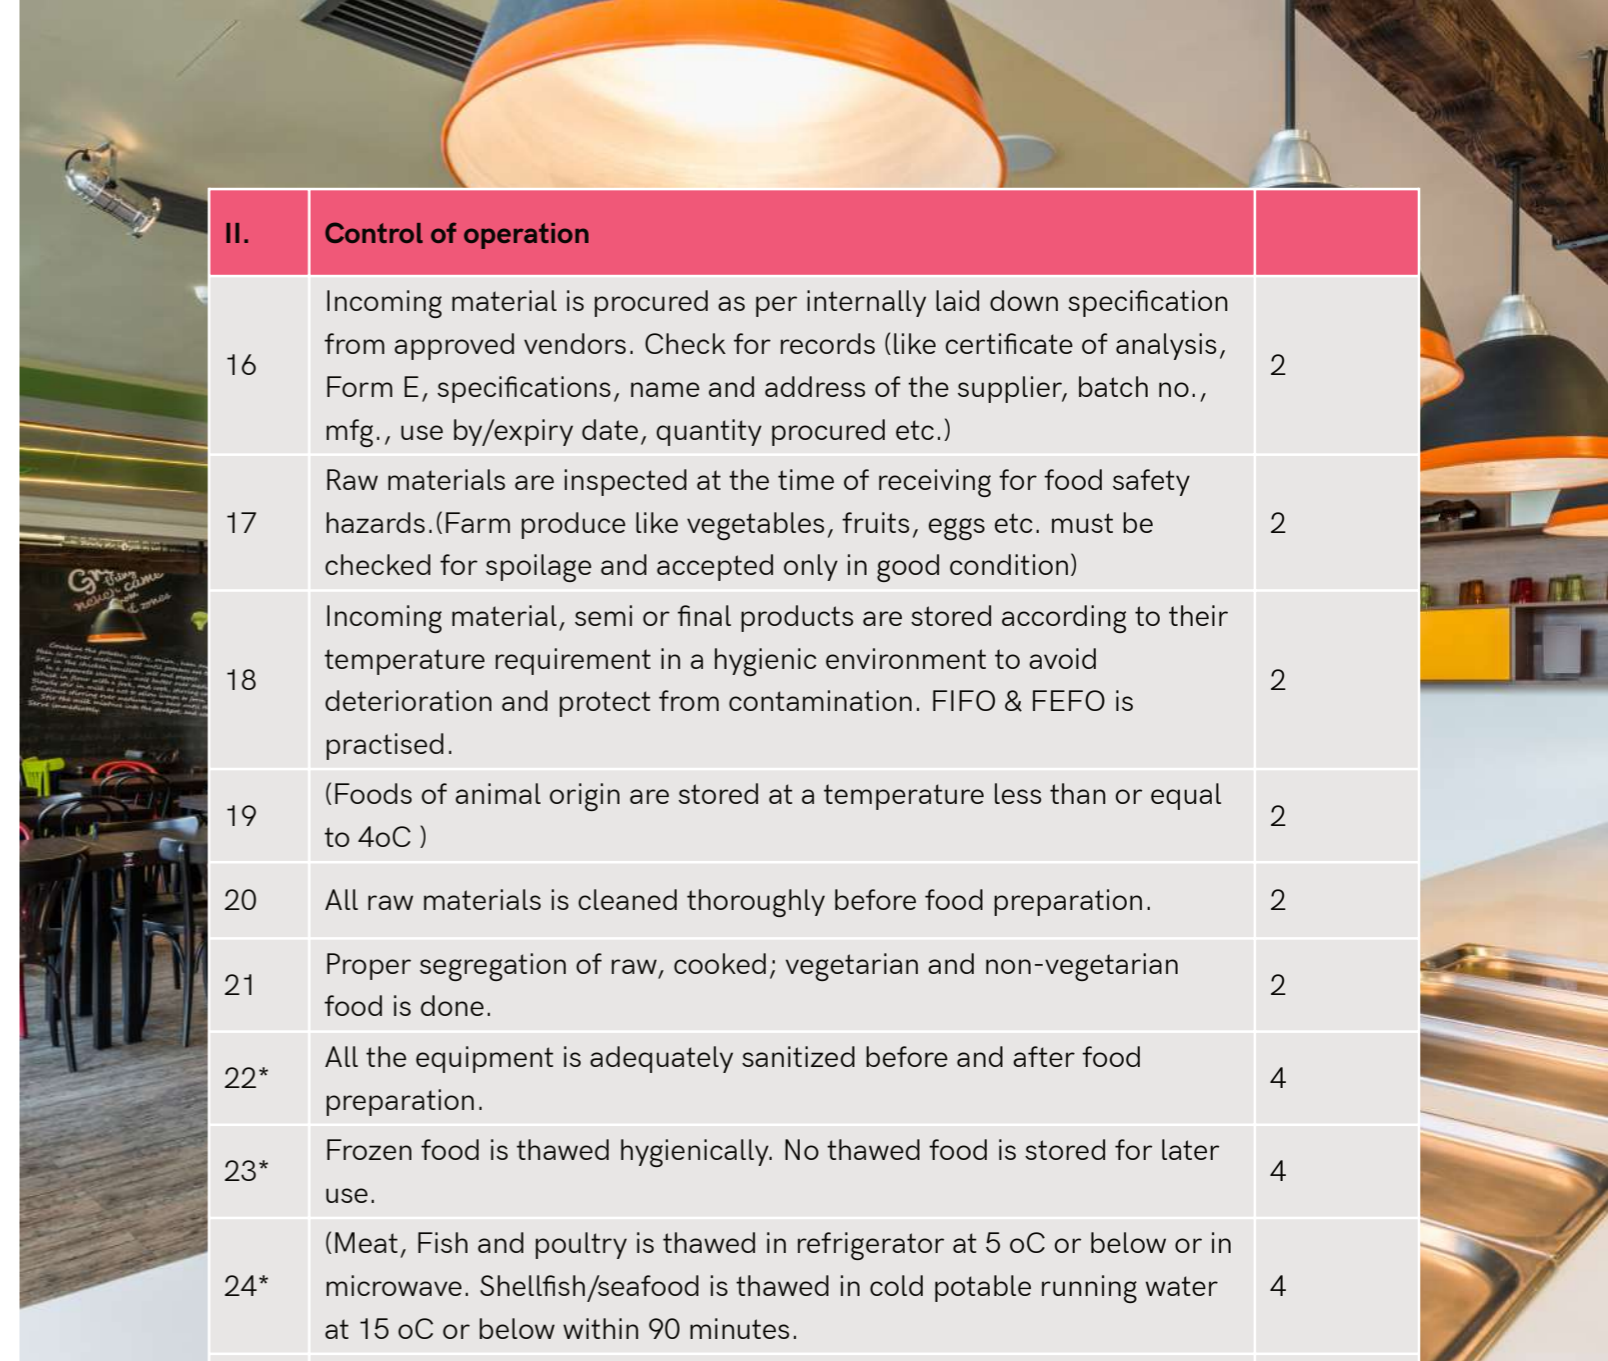 II.
Control of operation
16
Incoming material is procured as per internally laid down specification
from approved vendors. Check for records (like certificate of analysis,
Form E, specifications, name and address of the supplier, batch no.,
mfg., use by/expiry date, quantity procured etc.)
2
17
Raw materials are inspected at the time of receiving for food safety
hazards.(Farm produce like vegetables, fruits, eggs etc. must be
checked for spoilage and accepted only in good condition)
2
18
Incoming material, semi or final products are stored according to their
temperature requirement in a hygienic environment to avoid
deterioration and protect from contamination. FIFO & FEFO is
practised.
2
19
(Foods of animal origin are stored at a temperature less than or equal
to 4oC )
2
20
All raw materials is cleaned thoroughly before food preparation.
2
21
Proper segregation of raw, cooked; vegetarian and non-vegetarian
food is done.
2
22*
All the equipment is adequately sanitized before and after food
preparation.
4
23*
Frozen food is thawed hygienically. No thawed food is stored for later
use.
4
24*
(Meat, Fish and poultry is thawed in refrigerator at 5 oC or below or in
microwave. Shellfish/seafood is thawed in cold potable running water
at 15 oC or below within 90 minutes.
4